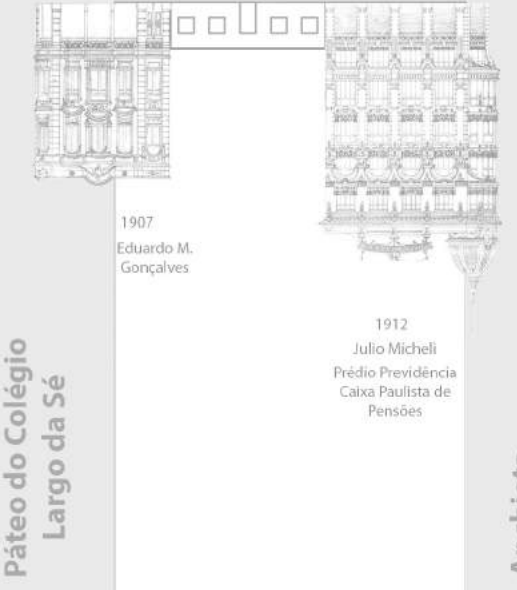 1907
Eduardo M.
Gonçalves
1912
Julio Micheli
Prédio Previdência
Caixa Paulista de
Pensões
Páteo do Colégio
Largo da Sé